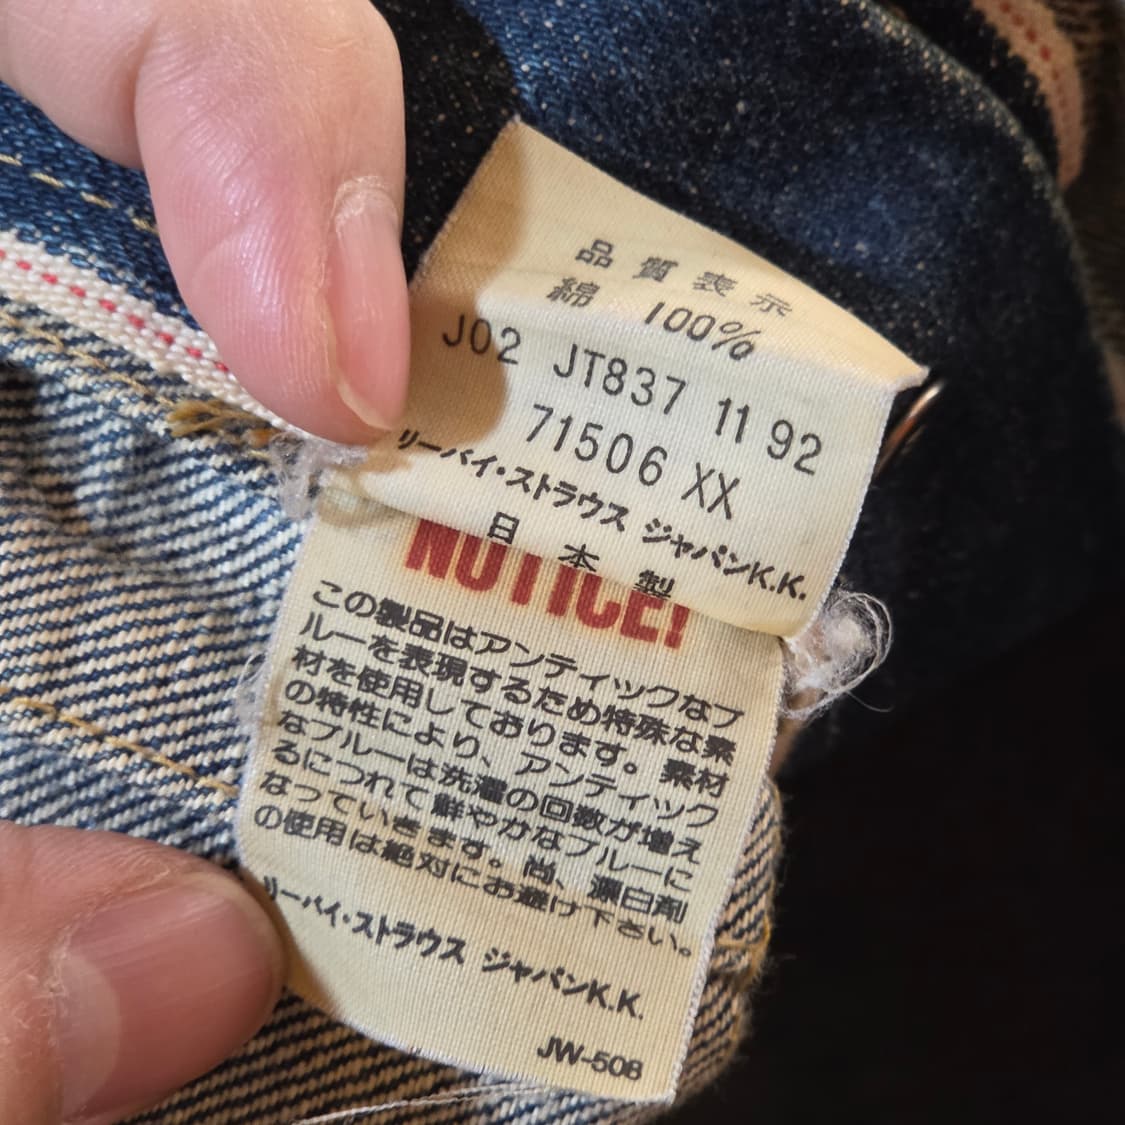 品質表示
綿 100%
J02 JT837 11 92
71506 XX
リーバイ・ストラウス ジャパンK.K.
日本製
NOTICE!
この製品はアンティックなブ
ルーを表現するため特殊な素
材を使用しております。素材
の特性により、アンティック
なブルーは洗濯の回数が増え
るにつれて鮮やかなブルーに
なっていきます。尚、漂白剤
の使用は絶対にお避け下さい。
リーバイ・ストラウス ジャパンK.K.
JW-508